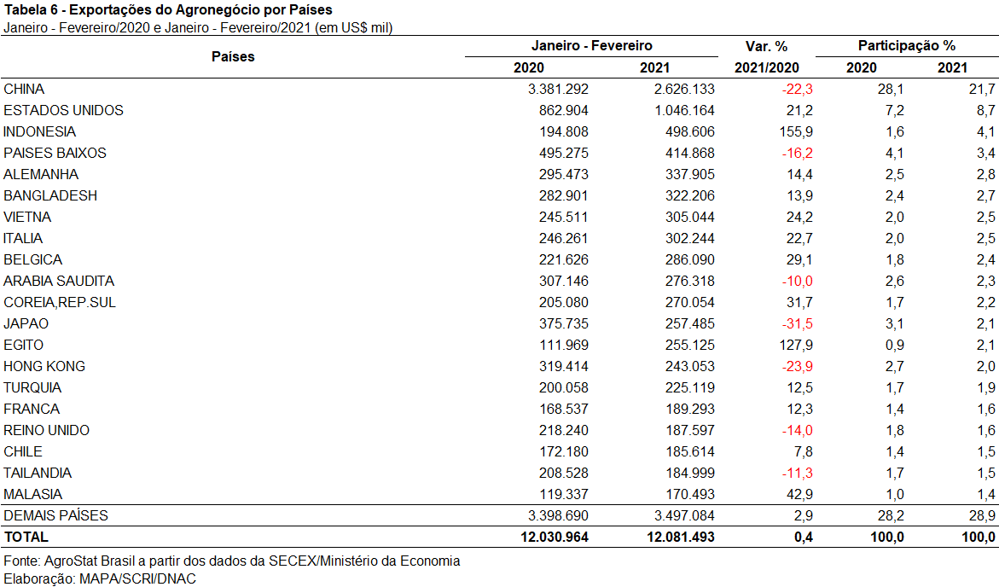 Tabela 6 - Exportações do Agronegócio por Países
Janeiro - Fevereiro/2020 e Janeiro - Fevereiro/2021 (em US$ mil)
Países Janeiro - Fevereiro Var. % Participação %
2020 2021 2021/2020 2020 2021
CHINA 3.381.292 2.626.133 -22,3 28,1 21,7
ESTADOS UNIDOS 862.904 1.046.164 21,2 7,2 8,7
INDONESIA 194.808 498.606 155,9 1,6 4,1
PAISES BAIXOS 495.275 414.868 -16,2 4,1 3,4
ALEMANHA 295.473 337.905 14,4 2,5 2,8
BANGLADESH 282.901 322.206 13,9 2,4 2,7
VIETNA 245.511 305.044 24,2 2,0 2,5
ITALIA 246.261 302.244 22,7 2,0 2,5
BELGICA 221.626 286.090 29,1 1,8 2,4
ARABIA SAUDITA 307.146 276.318 -10,0 2,6 2,3
COREIA,REP.SUL 205.080 270.054 31,7 1,7 2,2
JAPAO 375.735 257.485 -31,5 3,1 2,1
EGITO 111.969 255.125 127,9 0,9 2,1
HONG KONG 319.414 243.053 -23,9 2,7 2,0
TURQUIA 200.058 225.119 12,5 1,7 1,9
FRANCA 168.537 189.293 12,3 1,4 1,6
REINO UNIDO 218.240 187.597 -14,0 1,8 1,6
CHILE 172.180 185.614 7,8 1,4 1,5
TAILANDIA 208.528 184.999 -11,3 1,7 1,5
MALASIA 119.337 170.493 42,9 1,0 1,4
DEMAIS PAÍSES 3.398.690 3.497.084 2,9 28,2 28,9
TOTAL 12.030.964 12.081.493 0,4 100,0 100,0
Fonte: AgroStat Brasil a partir dos dados da SECEX/Ministério da Economia
Elaboração: MAPA/SCRI/DNAC